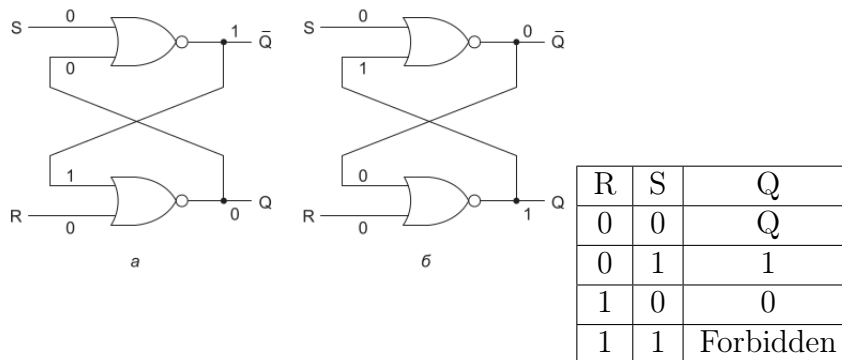 S 0 1 Q̄
0
1
R 0 0 Q
а
S 0 0 Q̄
1
0
R 0 1 Q
б
R S Q
0 0 Q
0 1 1
1 0 0
1 1 Forbidden